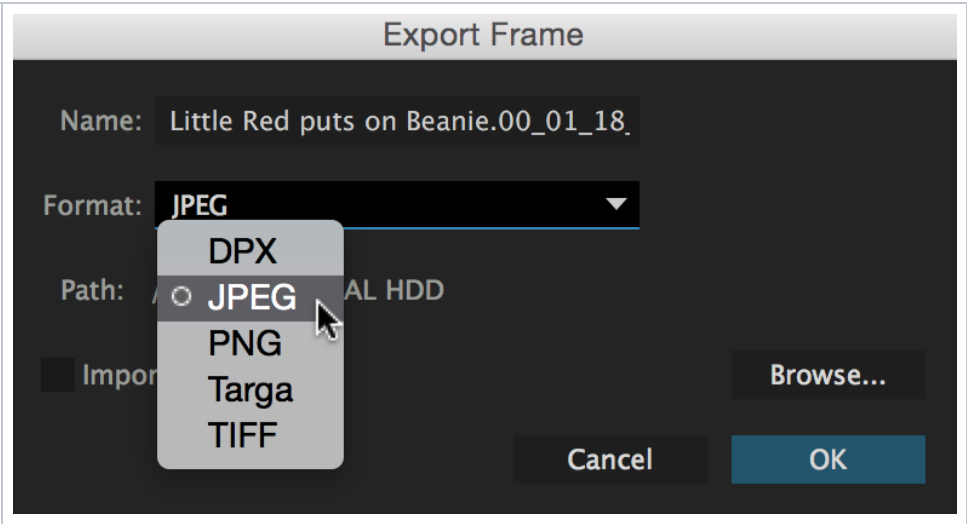 Export Frame
Name: Little Red puts on Beanie.00_01_18_
Format: JPEG
DPX
Path: / AL HDD
JPEG
PNG
Impor
Browse...
Targa
TIFF
Cancel OK